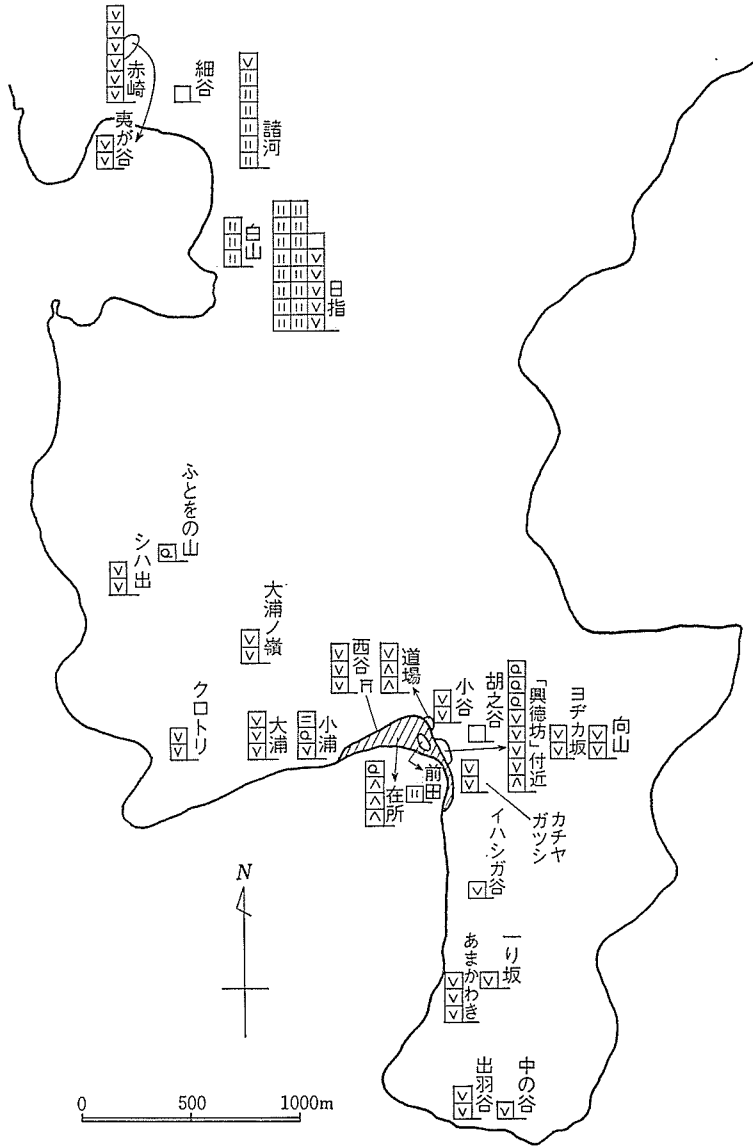 赤崎
夷が谷
細谷
諸河
白山
日指
ふとをの山
シハ出
大浦ノ嶺
クロトリ
大浦
小浦
西谷
道場
小谷
胡之谷
「興徳坊」付近
ヨヂカ坂
向山
前田
在所
カチヤ
ガツシ
イハシガ谷
一り坂
あまかわき
出羽谷
中の谷
N
0 500 1000m